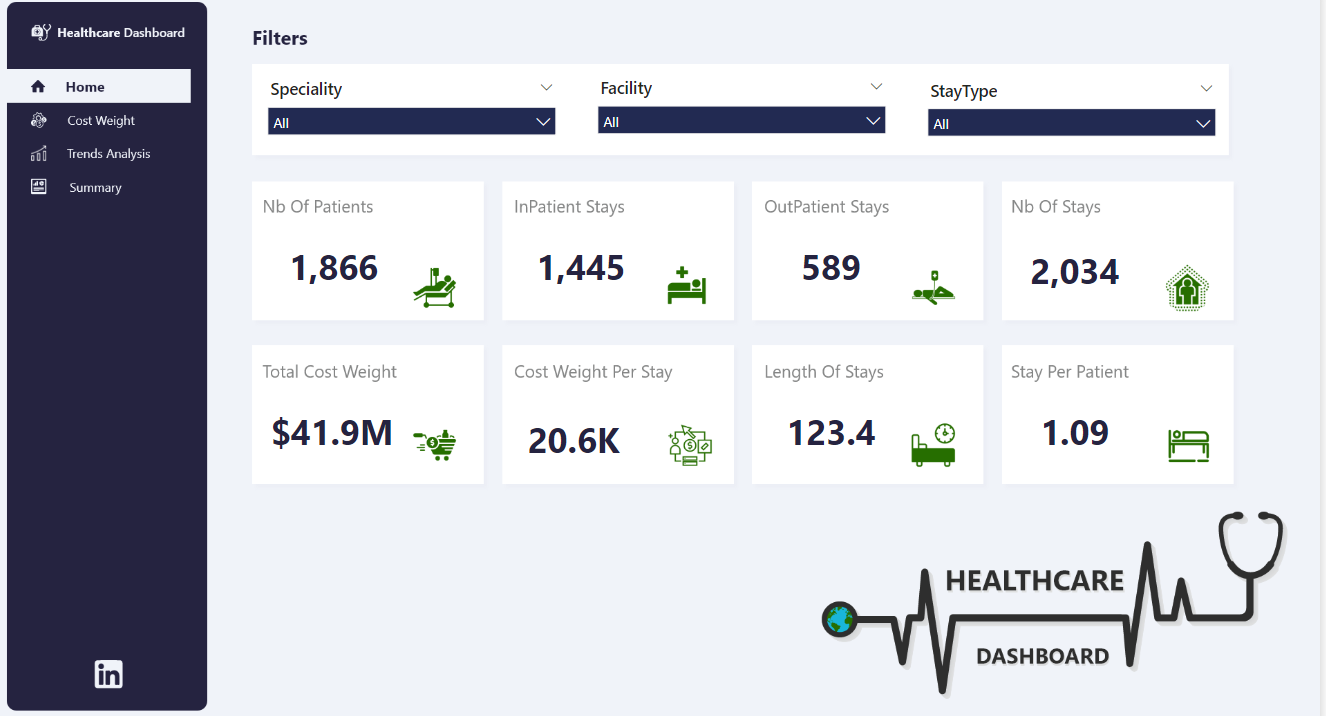 Healthcare Dashboard
Home
Cost Weight
Trends Analysis
Summary
in
Filters
Speciality
All
Facility
All
StayType
All
Nb Of Patients
1,866
InPatient Stays
1,445
OutPatient Stays
589
Nb Of Stays
2,034
Total Cost Weight
$41.9M
Cost Weight Per Stay
20.6K
Length Of Stays
123.4
Stay Per Patient
1.09
HEALTHCARE
DASHBOARD